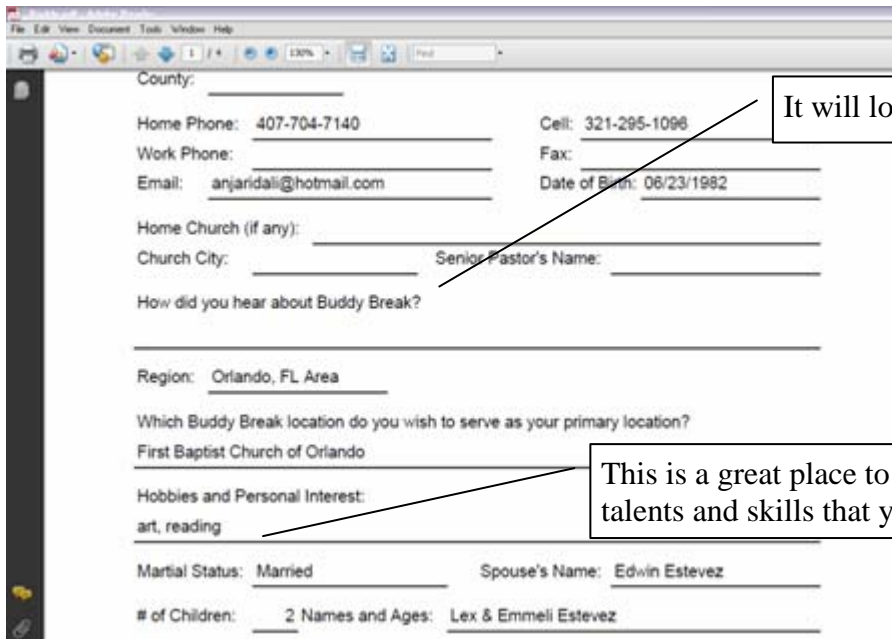 File Edit View Document Tools Window Help
1 / 4 130% Find
County:
It will lo
Home Phone: 407-704-7140 Cell: 321-295-1096
Work Phone: Fax:
Email: anjaridali@hotmail.com Date of Birth: 06/23/1982
Home Church (if any):
Church City: Senior Pastor's Name:
How did you hear about Buddy Break?
Region: Orlando, FL Area
Which Buddy Break location do you wish to serve as your primary location?
First Baptist Church of Orlando
This is a great place to
talents and skills that y
Hobbies and Personal Interest:
art, reading
Martial Status: Married Spouse's Name: Edwin Estevez
# of Children: 2 Names and Ages: Lex & Emmeli Estevez